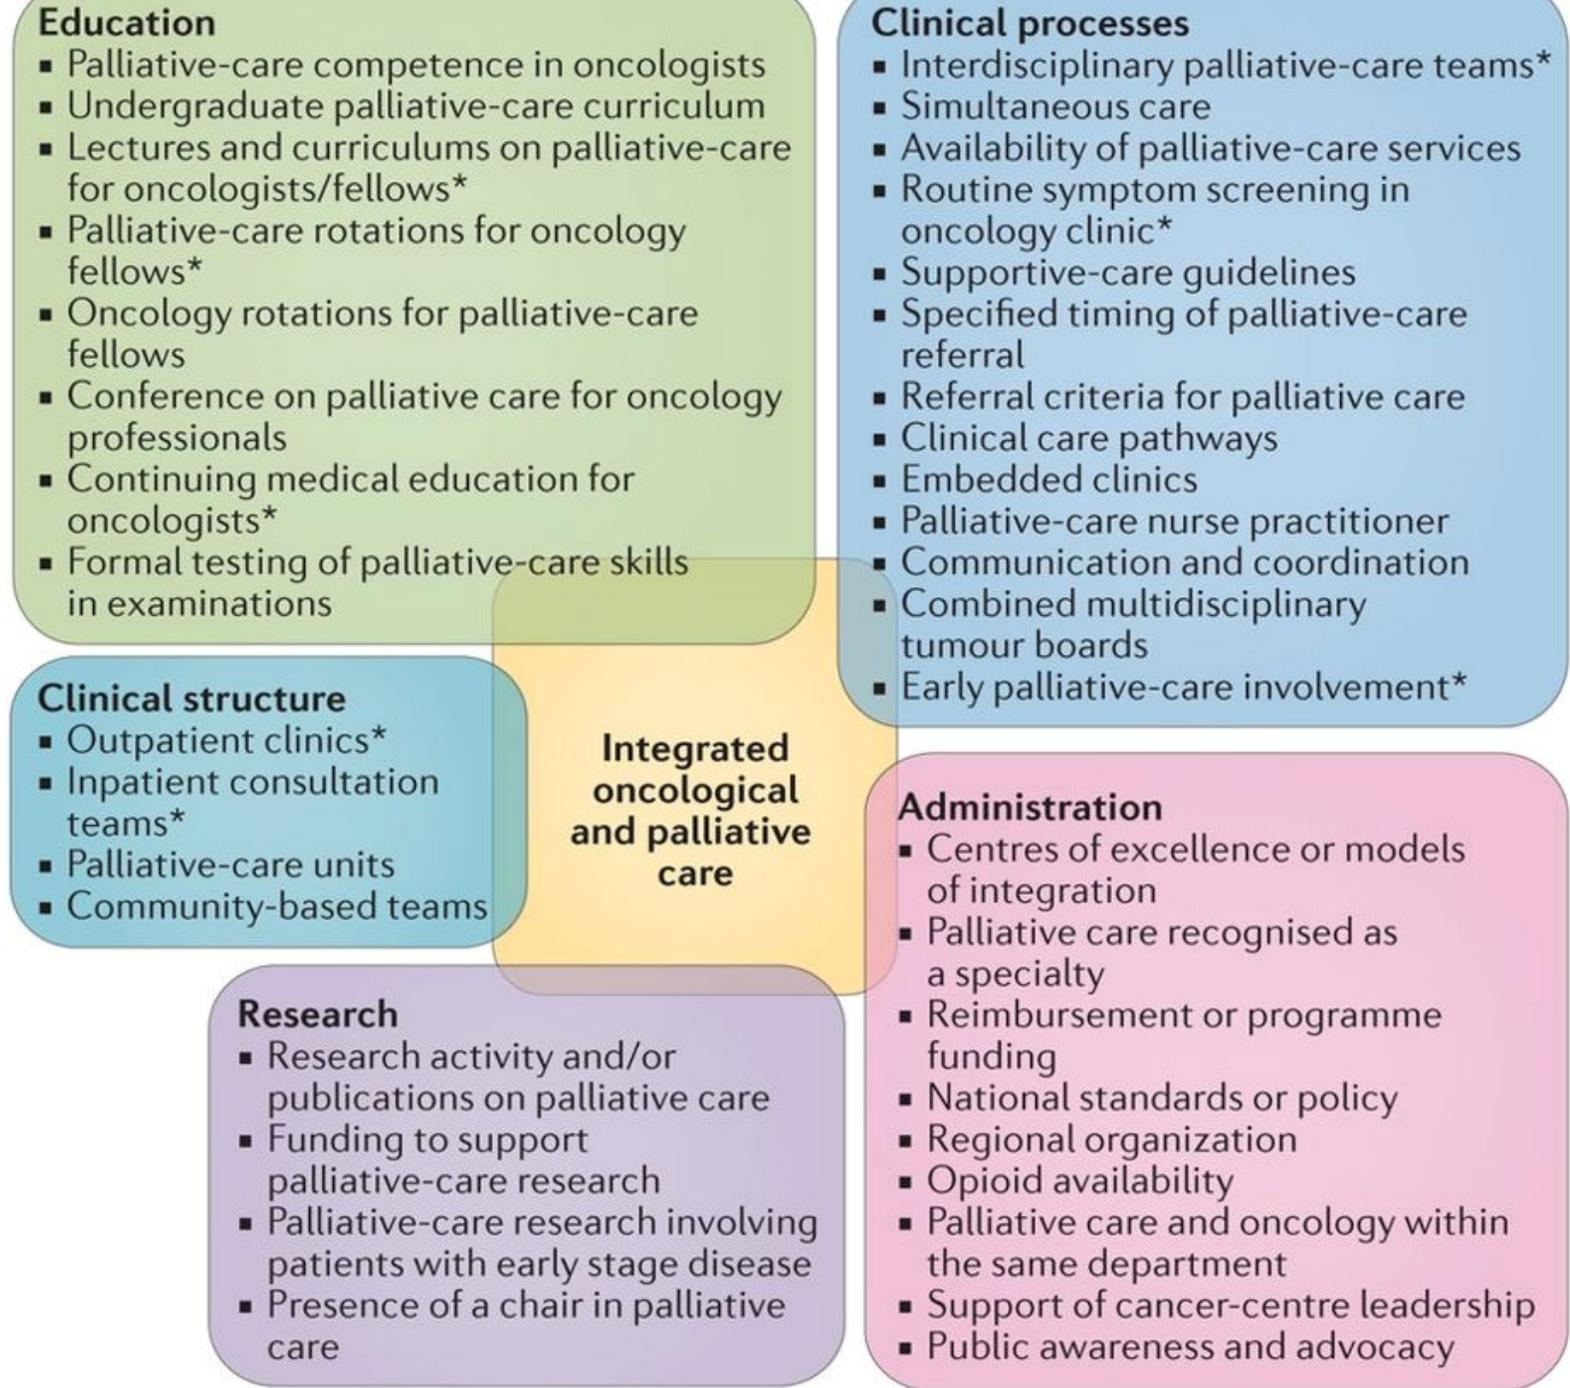 Education
▪ Palliative-care competence in oncologists
▪ Undergraduate palliative-care curriculum
▪ Lectures and curriculums on palliative-care
for oncologists/fellows*
▪ Palliative-care rotations for oncology
fellows*
▪ Oncology rotations for palliative-care
fellows
▪ Conference on palliative care for oncology
professionals
▪ Continuing medical education for
oncologists*
▪ Formal testing of palliative-care skills
in examinations
Clinical processes
▪ Interdisciplinary palliative-care teams*
▪ Simultaneous care
▪ Availability of palliative-care services
▪ Routine symptom screening in
oncology clinic*
▪ Supportive-care guidelines
▪ Specified timing of palliative-care
referral
▪ Referral criteria for palliative care
▪ Clinical care pathways
▪ Embedded clinics
▪ Palliative-care nurse practitioner
▪ Communication and coordination
▪ Combined multidisciplinary
tumour boards
▪ Early palliative-care involvement*
Clinical structure
▪ Outpatient clinics*
▪ Inpatient consultation
teams*
▪ Palliative-care units
▪ Community-based teams
Integrated
oncological
and palliative
care
Administration
▪ Centres of excellence or models
of integration
▪ Palliative care recognised as
a specialty
▪ Reimbursement or programme
funding
▪ National standards or policy
▪ Regional organization
▪ Opioid availability
▪ Palliative care and oncology within
the same department
▪ Support of cancer-centre leadership
▪ Public awareness and advocacy
Research
▪ Research activity and/or
publications on palliative care
▪ Funding to support
palliative-care research
▪ Palliative-care research involving
patients with early stage disease
▪ Presence of a chair in palliative
care